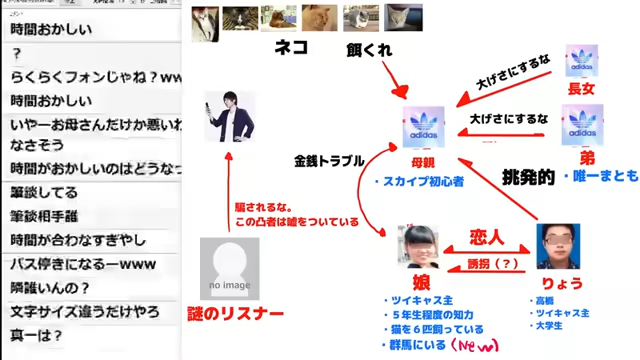 時間おかしい
？
らくらくフォンじゃね？ww
時間おかしい
いやーお母さんだけか悪いわ
なさそう
時間がおかしいのはどうなっ
筆談してる
筆談相手誰
時間が合わなすぎやし
バス停きになるーwww
隣誰いんの？
文字サイズ違うだけやろ
真一は？
ネコ
餌くれ
大げさにするな
adidas
長女
大げさにするな
adidas
弟
・唯一まとも
adidas
母親
・スカイプ初心者
金銭トラブル
挑発的
騙されるな。
この凸者は嘘をついている
no image
謎のリスナー
恋人
誘拐（？）
娘
・ツイキャス主
・５年生程度の知力
・猫を６匹飼っている
・群馬にいる (New)
りょう
・高橋
・ツイキャス主
・大学生